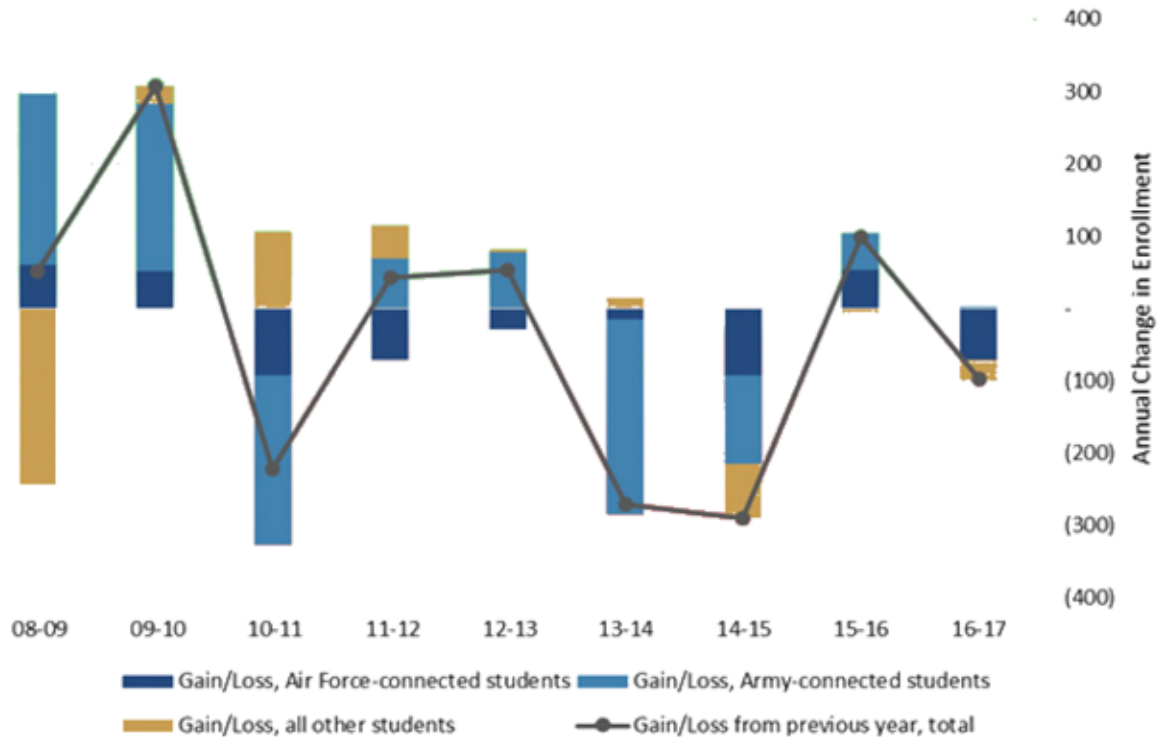 400
300
200
100
-
(100)
(200)
(300)
(400)
Annual Change in Enrollment
08-09 09-10 10-11 11-12 12-13 13-14 14-15 15-16 16-17
Gain/Loss, Air Force-connected students Gain/Loss, Army-connected students
Gain/Loss, all other students Gain/Loss from previous year, total